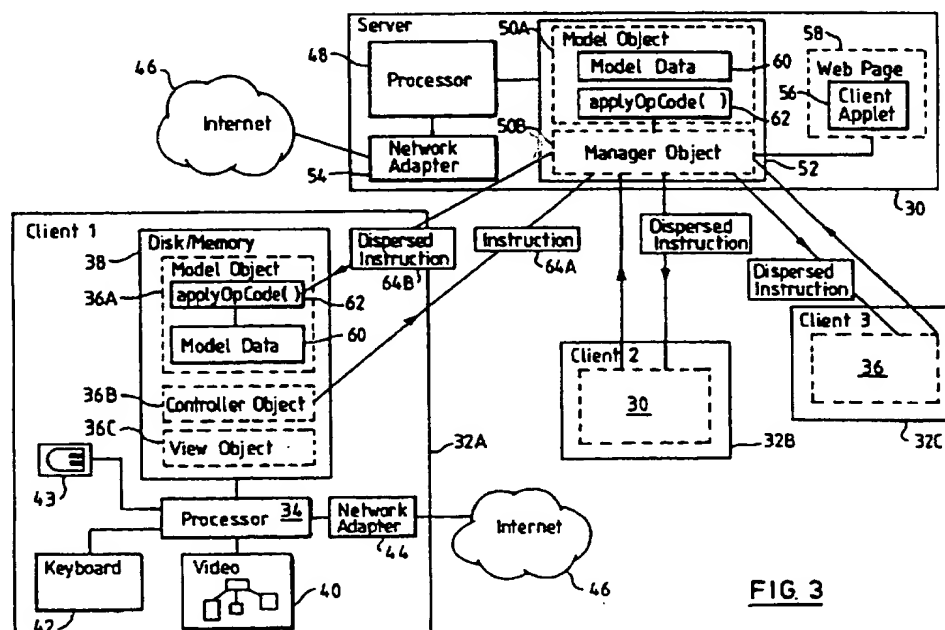 Server
50A
58
48
Model Object
60
46
Model Data
Web Page
Processor
56
Client
Applet
applyOpCode( )
62
Internet
50B
Network
Adapter
Manager Object
54
52
30
Client 1
38
Disk/Memory
Dispersed
Instruction
Instruction
Dispersed
Instruction
64B
64A
Dispersed
Instruction
Model Object
36A
applyOpCode( )
62
Model Data
60
Client 3
36
Client 2
36B
Controller Object
30
36C
View Object
32A
32B
32C
43
Processor 34
Network
Adapter
Internet
44
Keyboard
Video
40
46
42
FIG. 3